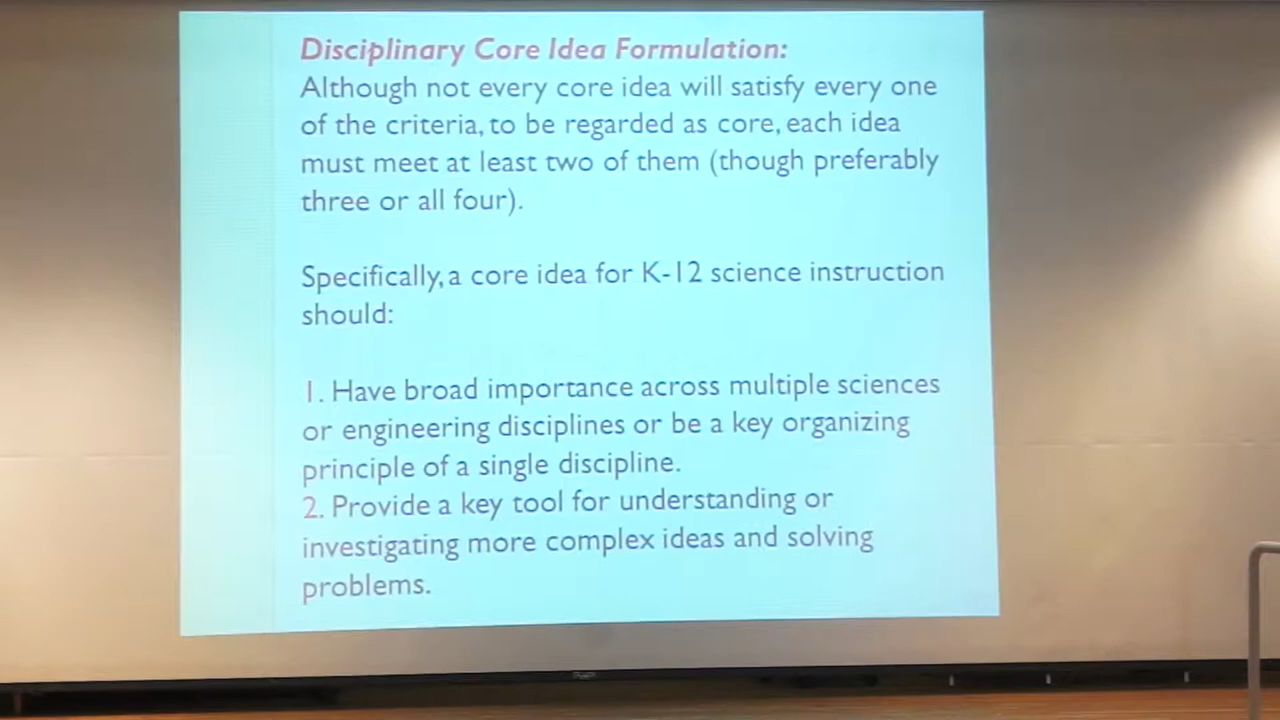 Disciplinary Core Idea Formulation:
Although not every core idea will satisfy every one
of the criteria, to be regarded as core, each idea
must meet at least two of them (though preferably
three or all four).
Specifically, a core idea for K-12 science instruction
should:
1. Have broad importance across multiple sciences
or engineering disciplines or be a key organizing
principle of a single discipline.
2. Provide a key tool for understanding or
investigating more complex ideas and solving
problems.